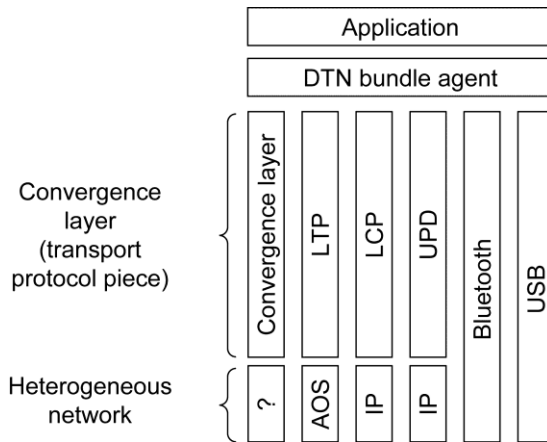 Application
DTN bundle agent
Convergence
layer
(transport
protocol piece)
Convergence layer
LTP
LCP
UPD
Bluetooth
USB
Heterogeneous
network
?
AOS
IP
IP